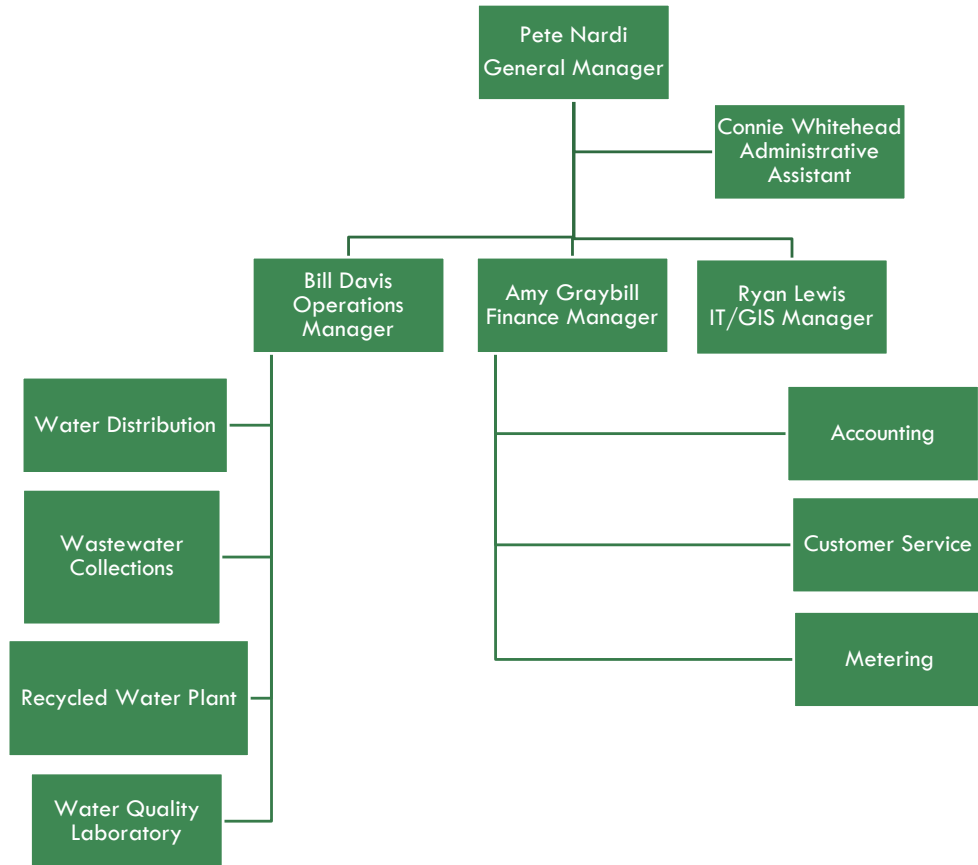 Pete Nardi
General Manager
Connie Whitehead
Administrative
Assistant
Bill Davis
Operations
Manager
Amy Graybill
Finance Manager
Ryan Lewis
IT/GIS Manager
Water Distribution
Wastewater
Collections
Recycled Water Plant
Water Quality
Laboratory
Accounting
Customer Service
Metering